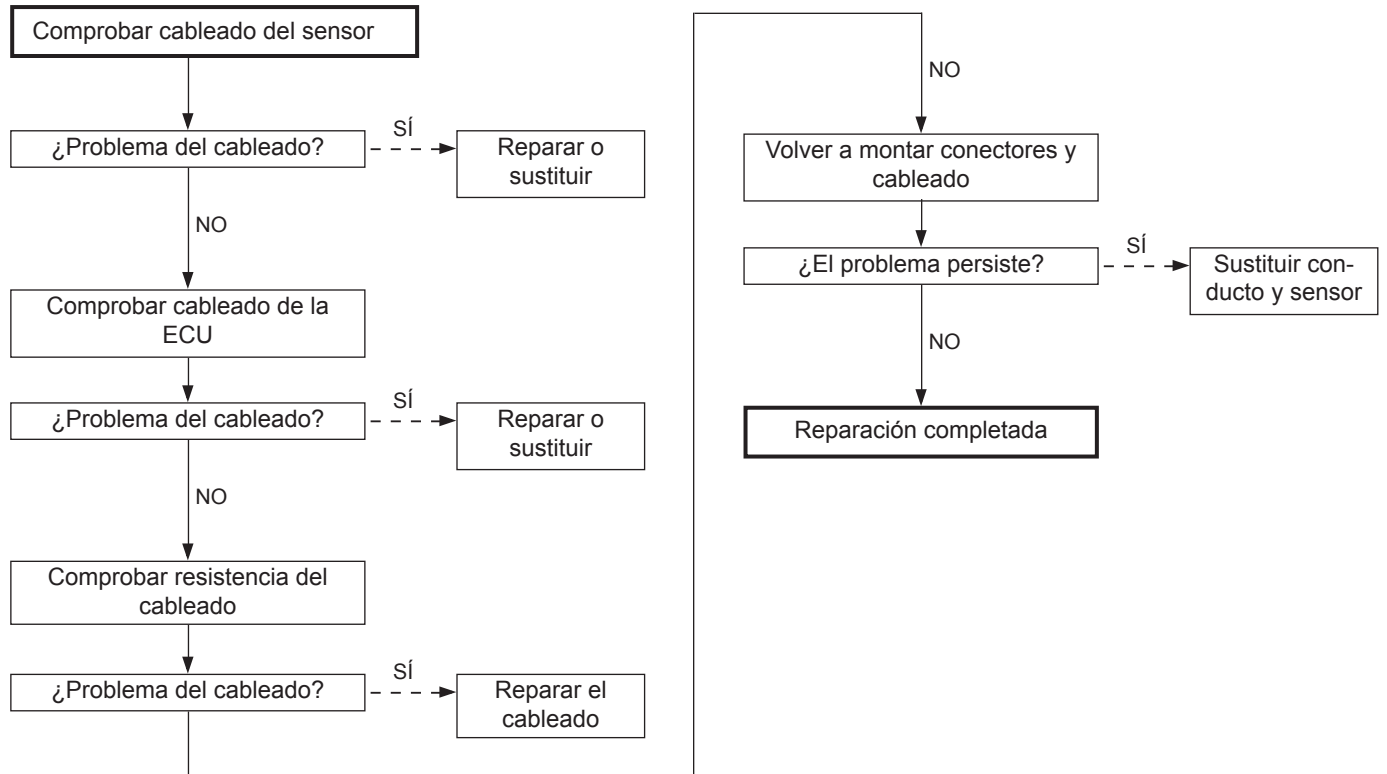 Comprobar cableado del sensor
¿Problema del cableado?
SÍ
Reparar o
sustituir
NO
Comprobar cableado de la
ECU
¿Problema del cableado?
SÍ
Reparar o
sustituir
NO
Comprobar resistencia del
cableado
¿Problema del cableado?
SÍ
Reparar el
cableado
NO
Volver a montar conectores y
cableado
¿El problema persiste?
SÍ
Sustituir con-
ducto y sensor
NO
Reparación completada